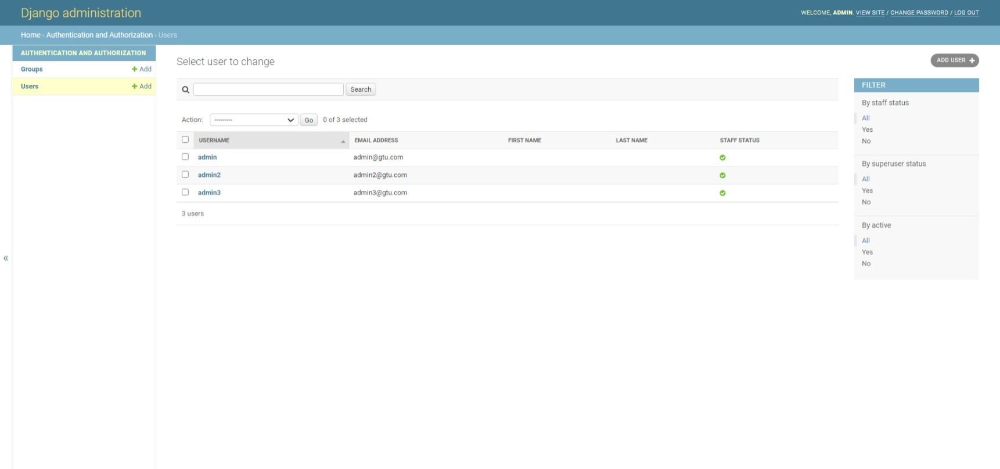 Django administration
WELCOME, ADMIN. VIEW SITE / CHANGE PASSWORD / LOG OUT
Home › Authentication and Authorization › Users
AUTHENTICATION AND AUTHORIZATION
Groups + Add
Users + Add
«
Select user to change
ADD USER +
Search
Action: --------- Go 0 of 3 selected
USERNAME EMAIL ADDRESS FIRST NAME LAST NAME STAFF STATUS
admin admin@gtu.com
admin2 admin2@gtu.com
admin3 admin3@gtu.com
3 users
FILTER
By staff status
All
Yes
No
By superuser status
All
Yes
No
By active
All
Yes
No